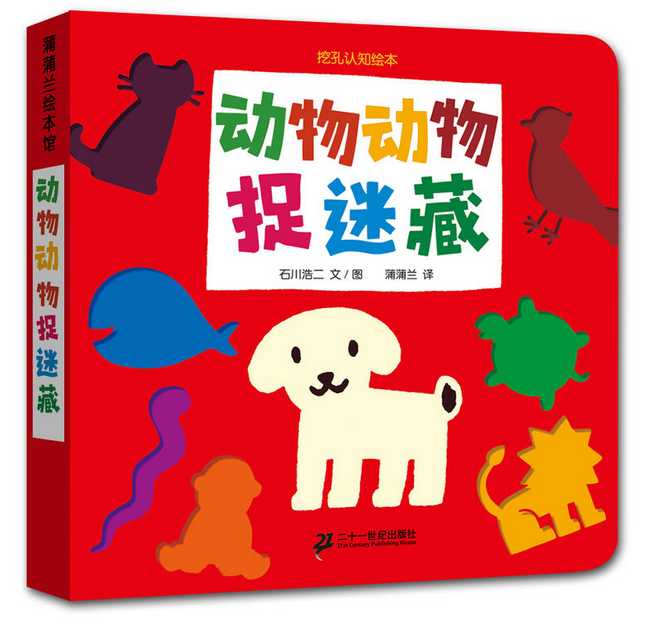 蒲蒲兰绘本馆
动物动物捉迷藏
挖孔认知绘本
动物动物
捉迷藏
石川浩二 文/图 蒲蒲兰 译
21 二十一世纪出版社
21st Century Publishing House